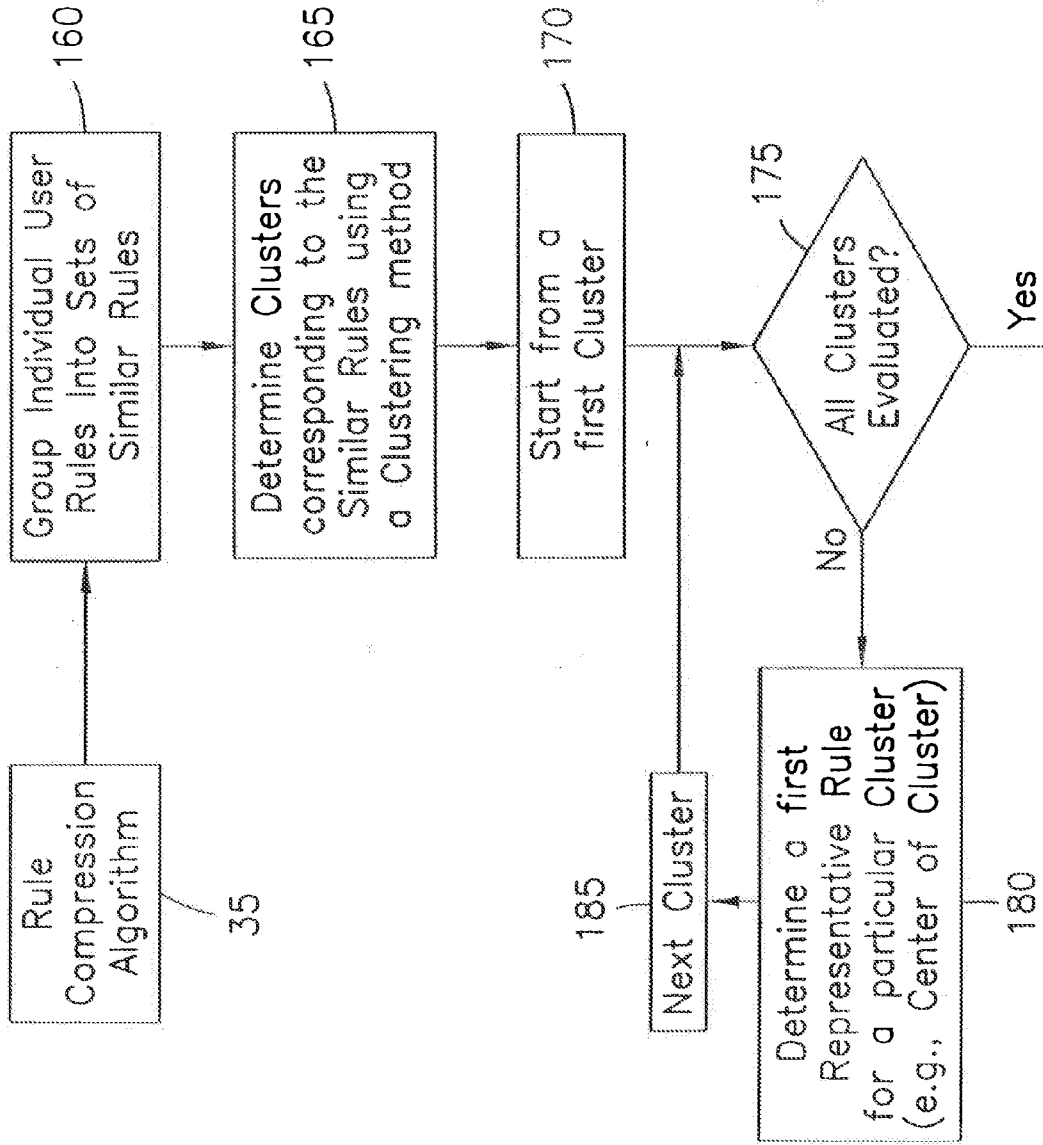 Rule
Compression
Algorithm
35
Group Individual User
Rules Into Sets of
Similar Rules
160
Determine Clusters
corresponding to the
Similar Rules using
a Clustering method
165
Start from a
first Cluster
170
All Clusters
Evaluated?
175
Yes
No
Determine a first
Representative Rule
for a particular Cluster
(e.g., Center of Cluster)
180
Next Cluster
185